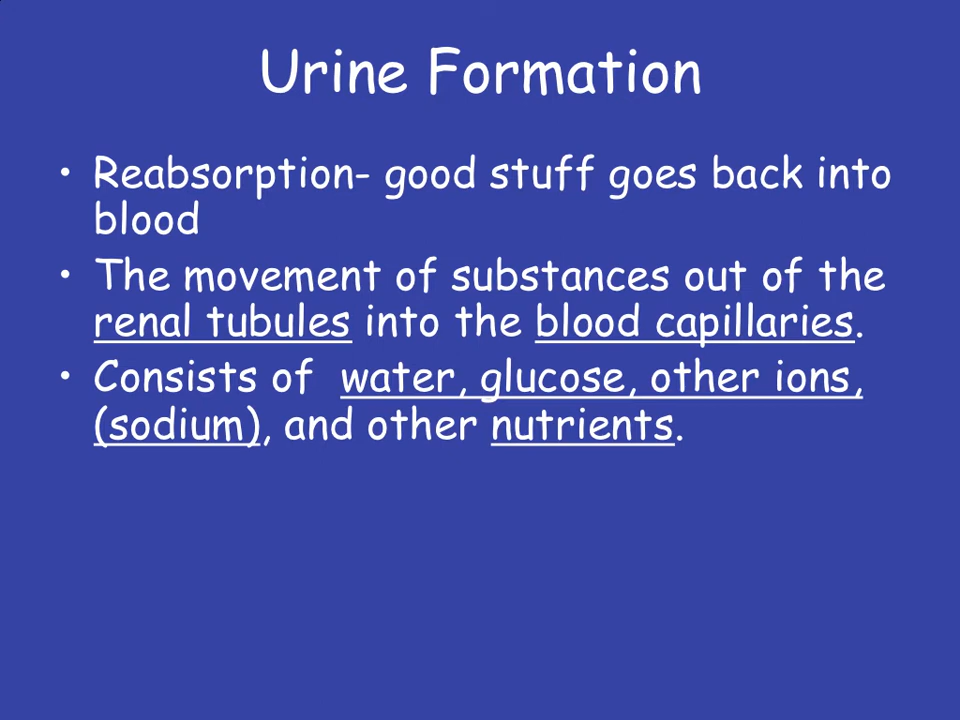 Urine Formation
• Reabsorption- good stuff goes back into
blood
• The movement of substances out of the
renal tubules into the blood capillaries.
• Consists of  water, glucose, other ions,
(sodium), and other nutrients.